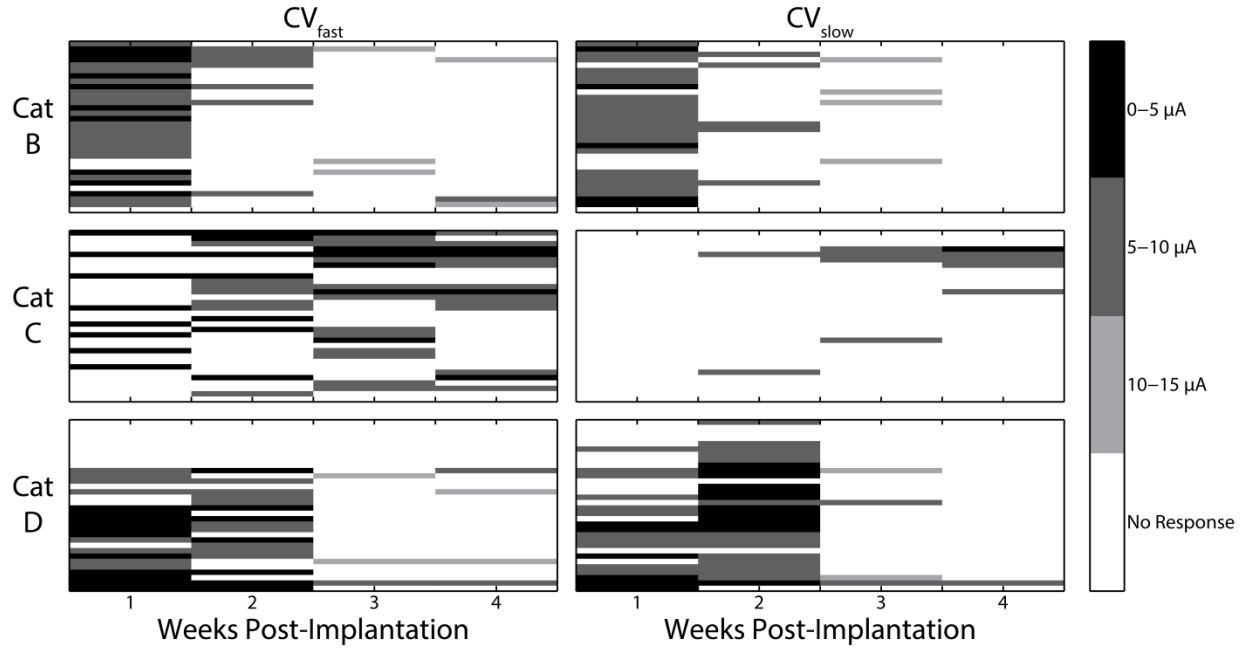 CVfast
CVslow
Cat
B
0–5 µA
5–10 µA
Cat
C
10–15 µA
Cat
D
No Response
1 2 3 4
1 2 3 4
Weeks Post-Implantation
Weeks Post-Implantation